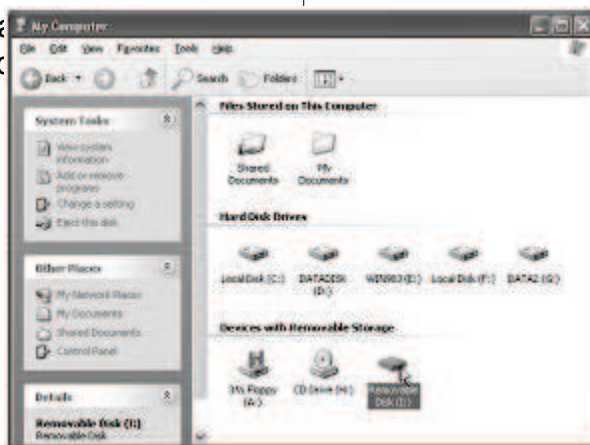 My Computer
File Edit View Favorites Tools Help
Back Search Folders
System Tasks
View system
information
Add or remove
programs
Change a setting
Eject this disk
Other Places
My Network Places
My Documents
Shared Documents
Control Panel
Details
Removable Disk (I:)
Removable Disk
Files Stored on This Computer
Shared
Documents
My
Documents
Hard Disk Drives
Local Disk (C:)
DATADISK
(D:)
WIN983 (E:)
Local Disk (F:)
DATA2 (G:)
Devices with Removable Storage
3½ Floppy
(A:)
CD Drive (H:)
Removable
Disk (I:)